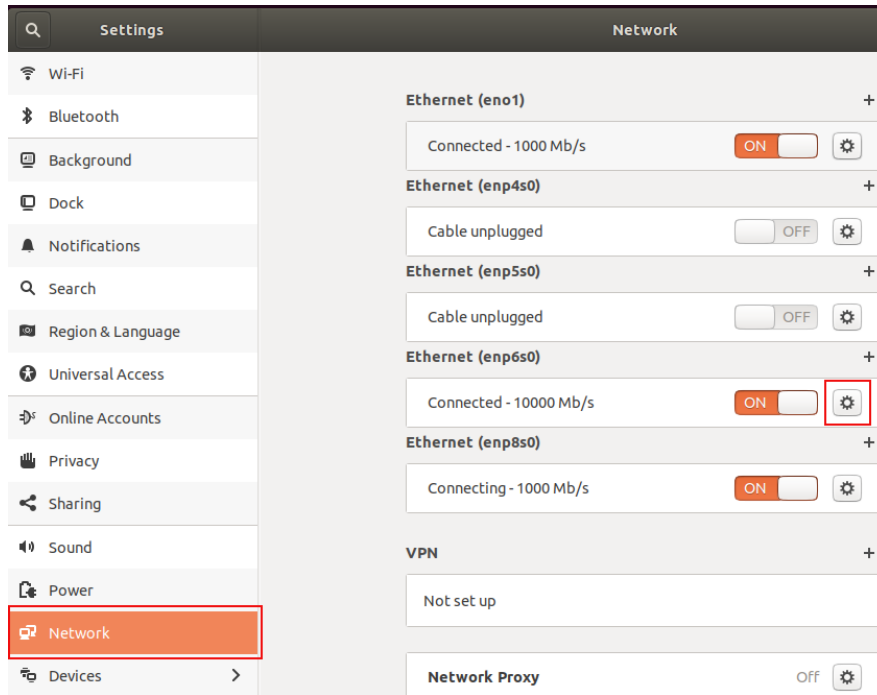 Settings
Network
Wi-Fi
Bluetooth
Background
Dock
Notifications
Search
Region & Language
Universal Access
Online Accounts
Privacy
Sharing
Sound
Power
Network
Devices
Ethernet (eno1)
Connected - 1000 Mb/s ON
Ethernet (enp4s0)
Cable unplugged OFF
Ethernet (enp5s0)
Cable unplugged OFF
Ethernet (enp6s0)
Connected - 10000 Mb/s ON
Ethernet (enp8s0)
Connecting - 1000 Mb/s ON
VPN
Not set up
Network Proxy Off